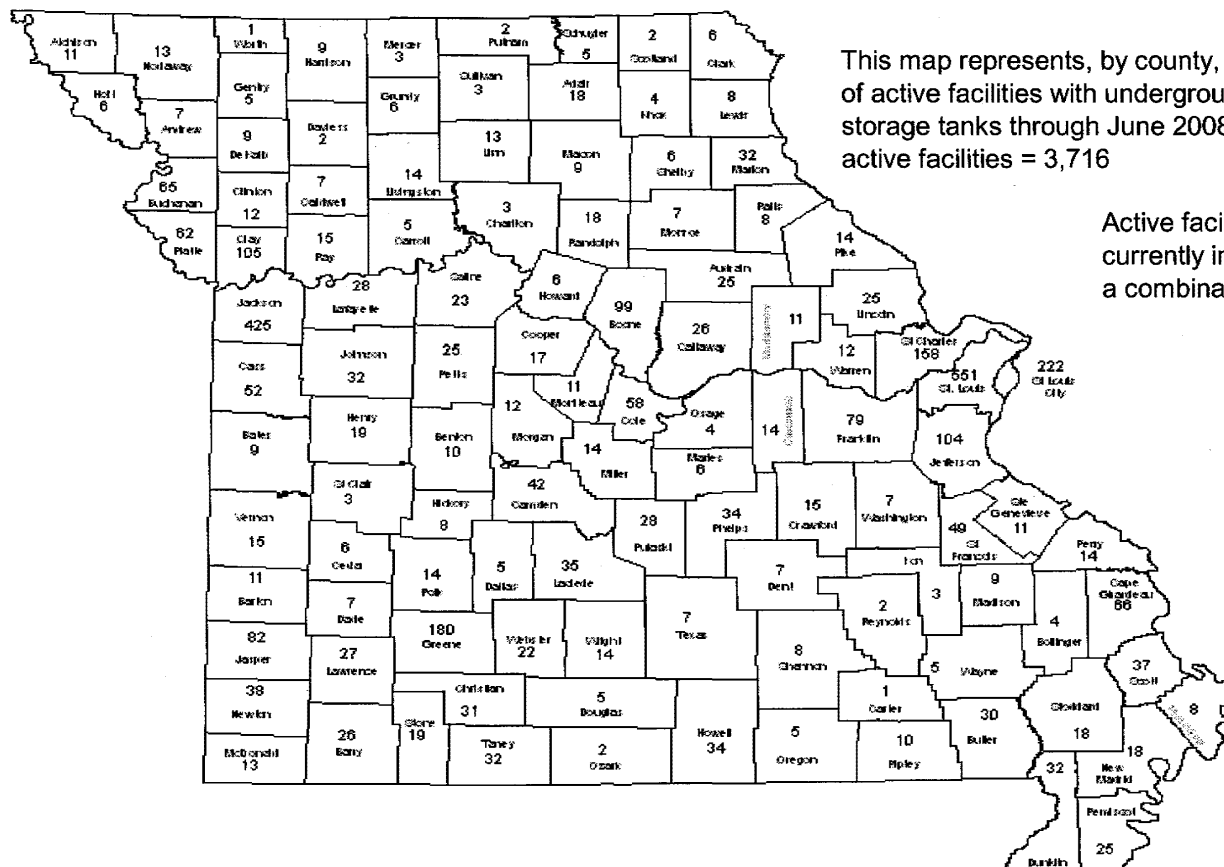 This map represents, by county,
of active facilities with undergrou
storage tanks through June 2008
active facilities = 3,716
Active facil
currently in
a combina
Atchison
11
13
Nodaway
1
Worth
9
Harrison
Mercer
3
2
Putnam
Schuyler
5
2
Scotland
6
Clark
Holt
6
Gentry
5
Grundy
6
Sullivan
3
Adair
18
4
Knox
8
Lewis
7
Andrew
9
De Kalb
Daviess
2
13
Linn
Macon
9
6
Shelby
32
Marion
65
Buchanan
Clinton
12
7
Caldwell
14
Livingston
3
Chariton
18
Randolph
7
Monroe
Ralls
8
62
Platte
Clay
105
15
Ray
5
Carroll
14
Pike
Audrain
25
Jackson
425
28
Lafayette
Saline
23
6
Howard
99
Boone
26
Callaway
Montgomery
11
25
Lincoln
12
Warren
St Charles
158
551
St. Louis
222
St Louis
City
Cass
52
Johnson
32
25
Pettis
Cooper
17
11
Moniteau
58
Cole
Osage
4
14
Gasconade
79
Franklin
104
Jefferson
Bates
9
Henry
19
Benton
10
12
Morgan
14
Miller
Maries
6
St Clair
3
Hickory
8
42
Camden
28
Pulaski
34
Phelps
15
Crawford
7
Washington
49
St
Francois
Ste
Genevieve
11
Perry
14
Vernon
15
6
Cedar
14
Polk
5
Dallas
35
Laclede
7
Dent
Iron
3
9
Madison
Cape
Girardeau
66
11
Barton
7
Dade
180
Greene
Webster
22
Wright
14
7
Texas
2
Reynolds
4
Bollinger
82
Jasper
27
Lawrence
8
Shannon
5
Wayne
37
Scott
38
Newton
Christian
31
5
Douglas
1
Carter
Stoddard
18
8
McDonald
13
26
Barry
Stone
19
Taney
32
2
Ozark
Howell
34
5
Oregon
10
Ripley
30
Butler
18
New
Madrid
32
Dunklin
Pemiscot
25